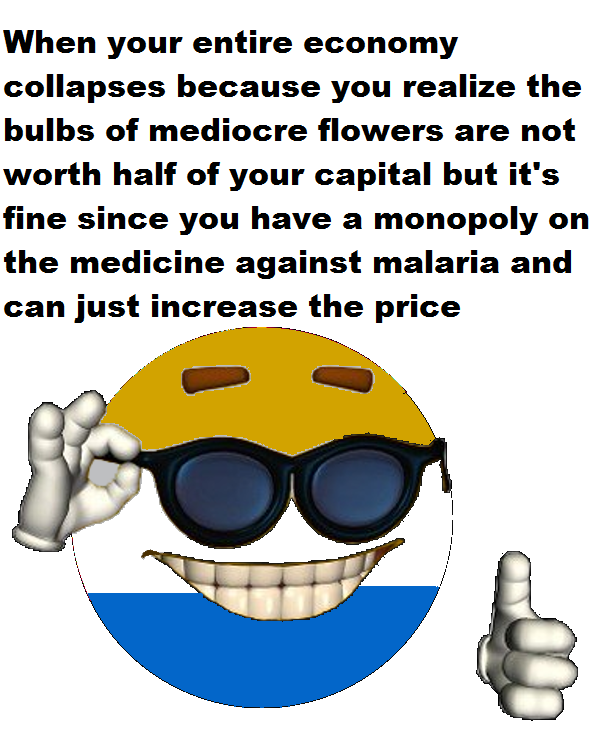 When your entire economy
collapses because you realize the
bulbs of mediocre flowers are not
worth half of your capital but it's
fine since you have a monopoly on
the medicine against malaria and
can just increase the price